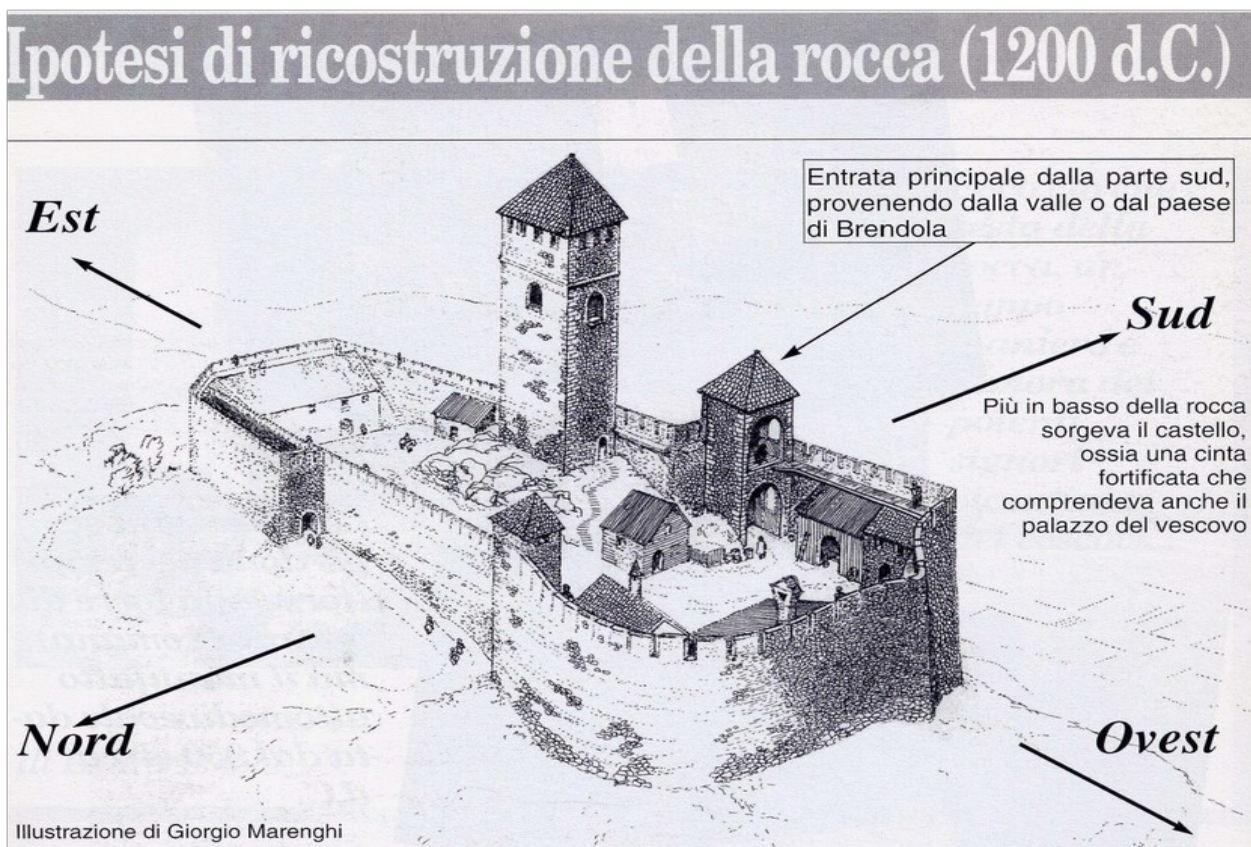 Ipotesi di ricostruzione della rocca (1200 d.C.)
Entrata principale dalla parte sud,
provenendo dalla valle o dal paese
di Brendola
Est
Sud
Più in basso della rocca
sorgeva il castello,
ossia una cinta
fortificata che
comprendeva anche il
palazzo del vescovo
Nord
Ovest
Illustrazione di Giorgio Marenghi